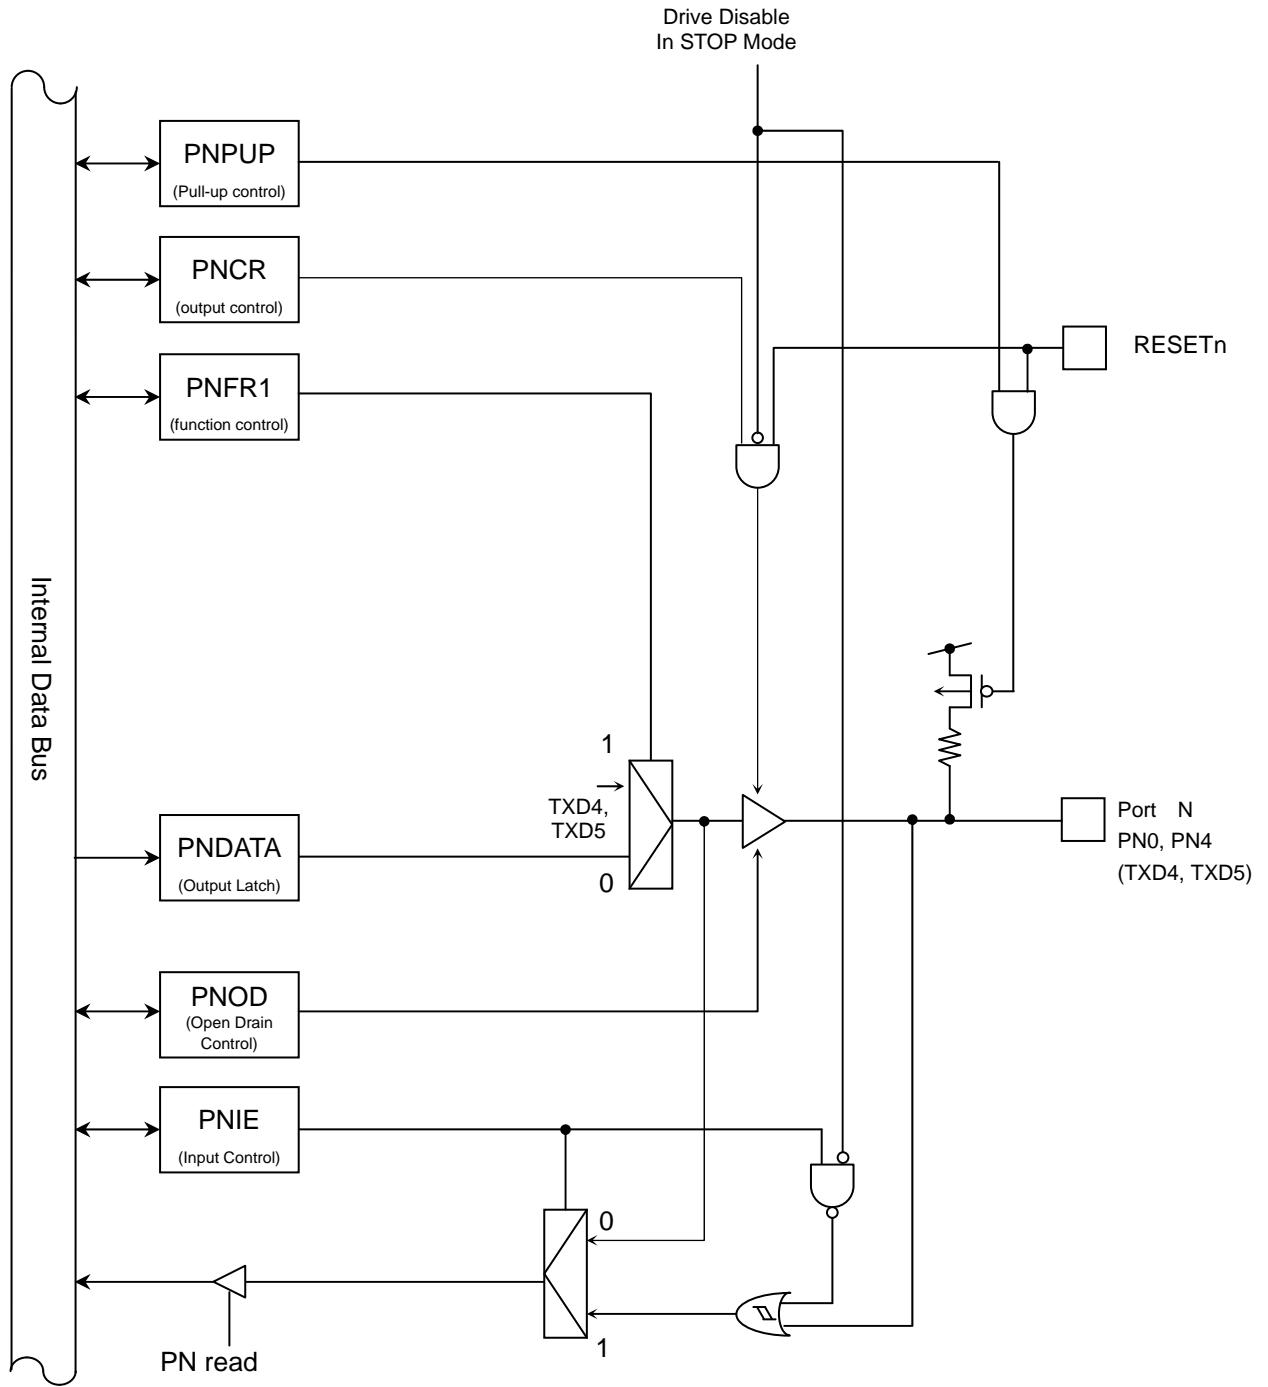 Drive Disable
In STOP Mode
PNPUP
(Pull-up control)
PNCR
(output control)
RESETn
PNFR1
(function control)
Internal Data Bus
1
TXD4,
TXD5
0
PNDATA
(Output Latch)
Port N
PN0, PN4
(TXD4, TXD5)
PNOD
(Open Drain
Control)
PNIE
(Input Control)
0
1
PN read